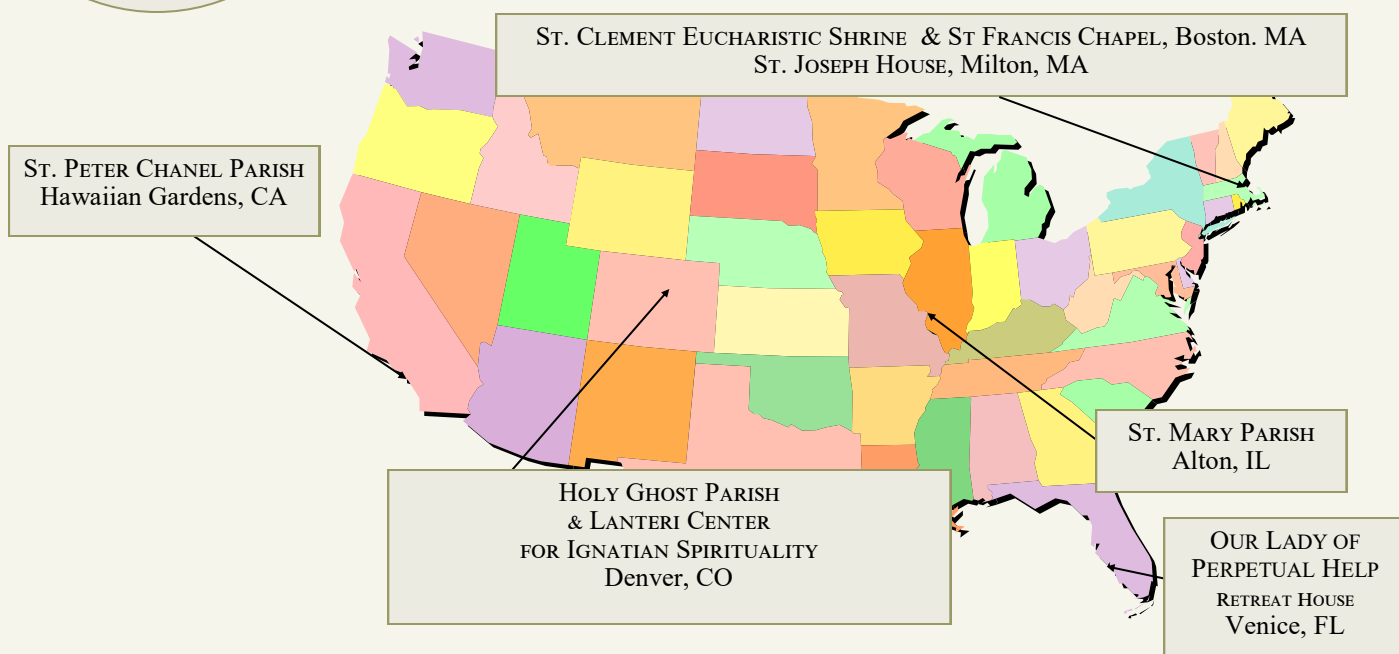 St. Clement Eucharistic Shrine & St Francis Chapel, Boston. MA
St. Joseph House, Milton, MA
St. Peter Chanel Parish
Hawaiian Gardens, CA
St. Mary Parish
Alton, IL
Holy Ghost Parish
& Lanteri Center
for Ignatian Spirituality
Denver, CO
Our Lady of
Perpetual Help
Retreat House
Venice, FL